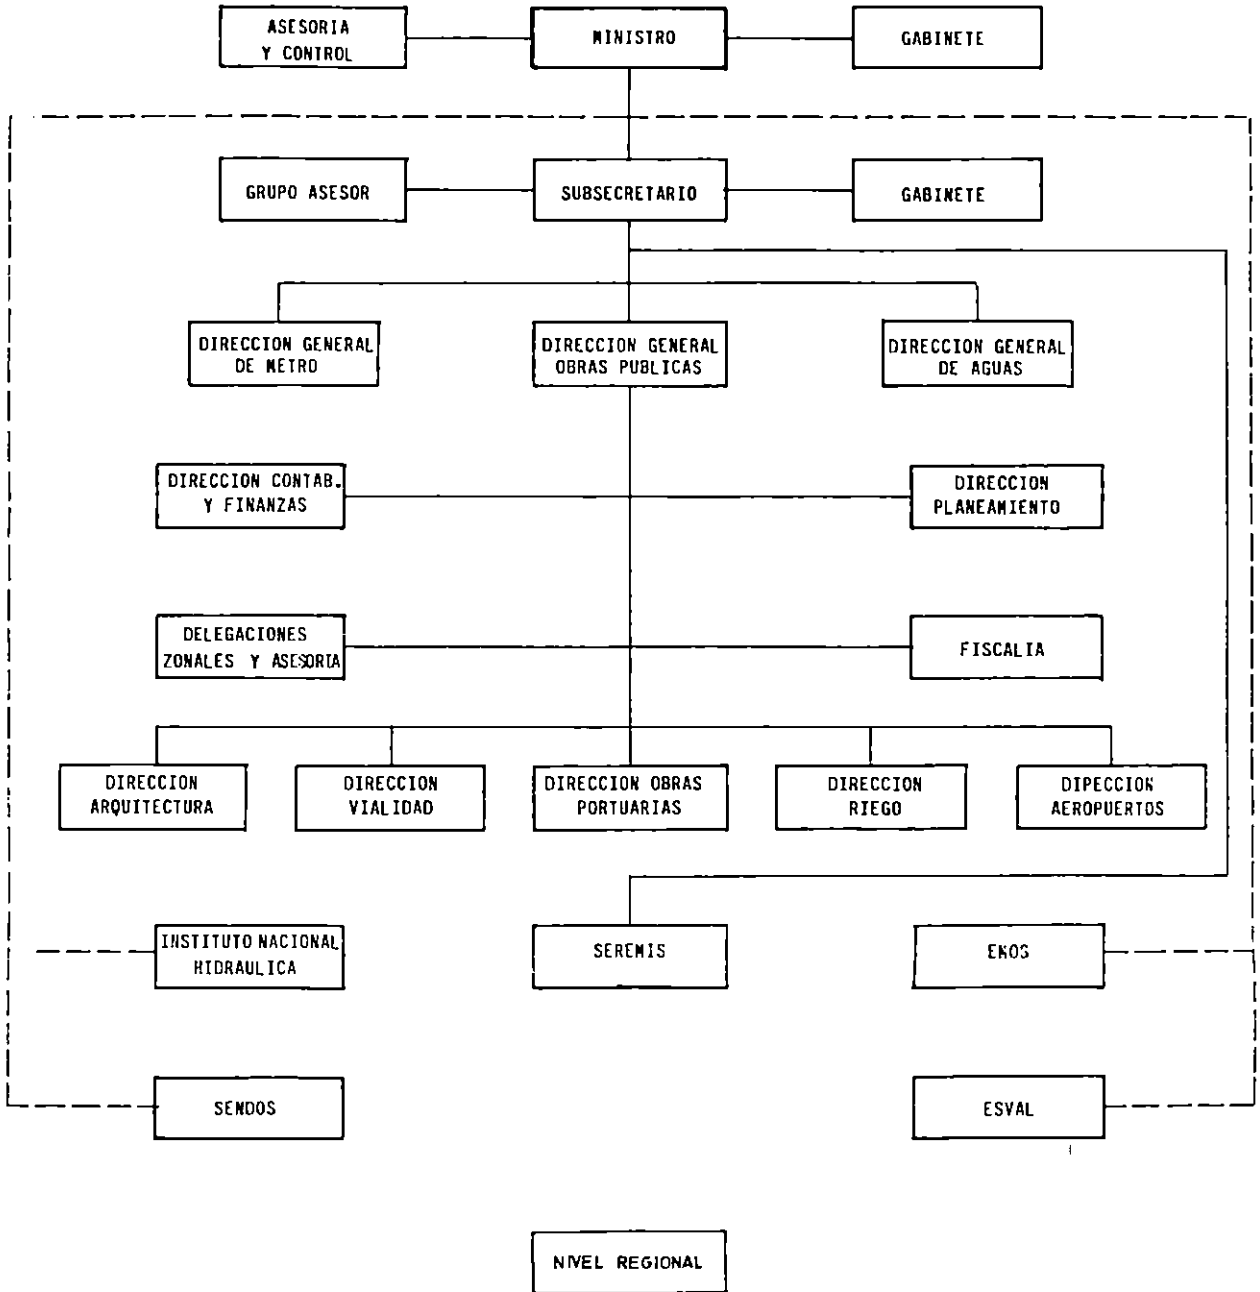 ASESORIA
Y CONTROL
MINISTRO
GABINETE
GRUPO ASESOR
SUBSECRETARIO
GABINETE
DIRECCION GENERAL
DE METRO
DIRECCION GENERAL
OBRAS PUBLICAS
DIRECCION GENERAL
DE AGUAS
DIRECCION CONTAB.
Y FINANZAS
DIRECCION
PLANEAMIENTO
DELEGACIONES
ZONALES Y ASESORIA
FISCALIA
DIRECCION
ARQUITECTURA
DIRECCION
VIALIDAD
DIRECCION OBRAS
PORTUARIAS
DIRECCION
RIEGO
DIPECCION
AEROPUERTOS
INSTITUTO NACIONAL
HIDRAULICA
SEREMIS
EMOS
SENDOS
ESVAL
NIVEL REGIONAL